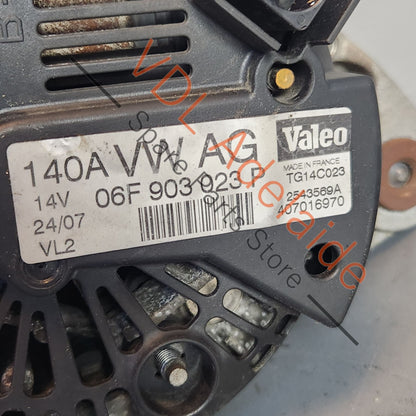 B+
140A VW AG
14V 06F 903 023 P
24/07
VL2
Valeo
MADE IN FRANCE
TG14C023
2543569A
407016970
VDL Adelaide
Spare Parts Store